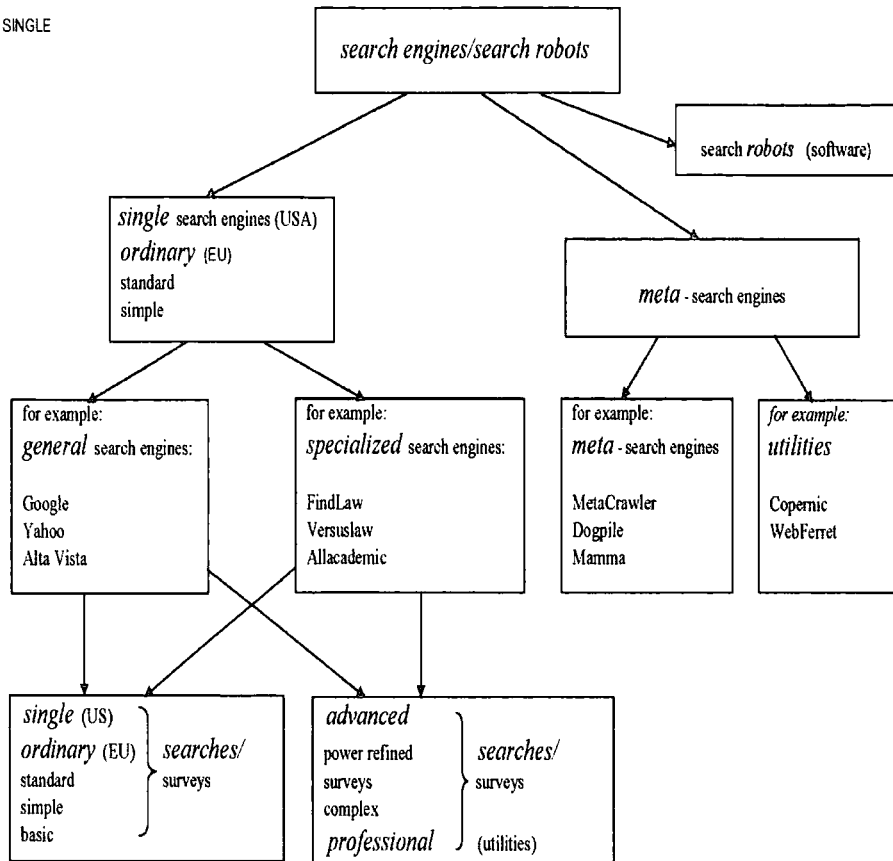 SINGLE
search engines/search robots
search robots (software)
single search engines (USA)
ordinary (EU)
standard
simple
meta - search engines
for example:
general search engines:
Google
Yahoo
Alta Vista
for example:
specialized search engines:
FindLaw
Versuslaw
Allacademic
for example:
meta - search engines
MetaCrawler
Dogpile
Mamma
for example:
utilities
Copernic
WebFerret
single (US)
ordinary (EU)
standard
simple
basic
searches/
surveys
advanced
power refined
surveys
complex
professional (utilities)
searches/
surveys